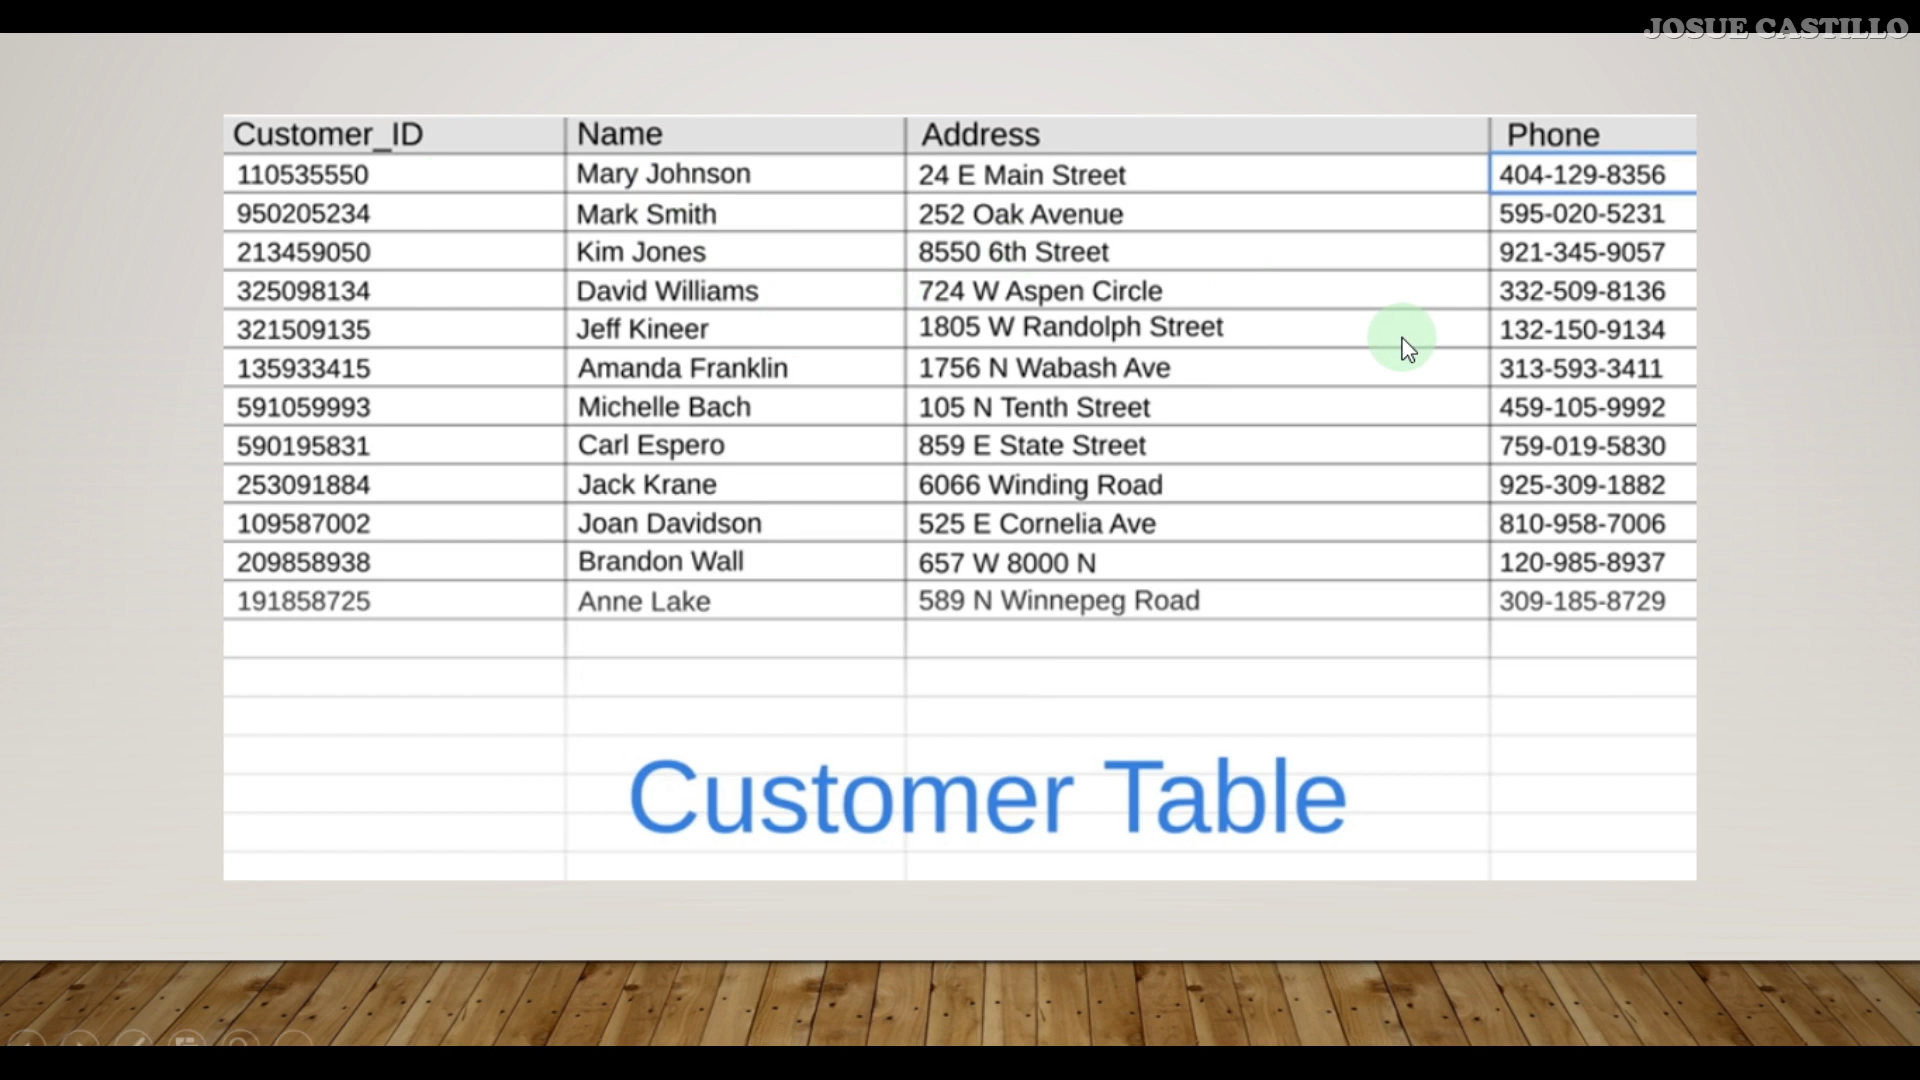 JOSUE CASTILLO
Customer_ID Name Address Phone
110535550 Mary Johnson 24 E Main Street 404-129-8356
950205234 Mark Smith 252 Oak Avenue 595-020-5231
213459050 Kim Jones 8550 6th Street 921-345-9057
325098134 David Williams 724 W Aspen Circle 332-509-8136
321509135 Jeff Kineer 1805 W Randolph Street 132-150-9134
135933415 Amanda Franklin 1756 N Wabash Ave 313-593-3411
591059993 Michelle Bach 105 N Tenth Street 459-105-9992
590195831 Carl Espero 859 E State Street 759-019-5830
253091884 Jack Krane 6066 Winding Road 925-309-1882
109587002 Joan Davidson 525 E Cornelia Ave 810-958-7006
209858938 Brandon Wall 657 W 8000 N 120-985-8937
191858725 Anne Lake 589 N Winnepeg Road 309-185-8729
Customer Table